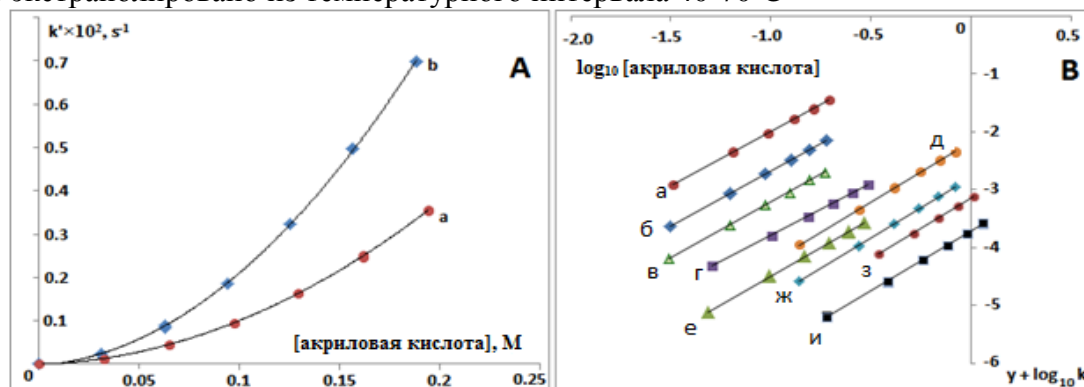 экстраполировано из температурного интервала 40-70°C
k'×10², s⁻¹
0.7
A
b
0.6
0.5
0.4
a
0.3
0.2
0.1
[акриловая кислота], M
0
0.05
0.1
0.15
0.2
0.25
-2.0
-1.5
-1.0
-0.5
0
0.5
log₁₀ [акриловая кислота]
B
-1
-2
-3
-4
-5
-6
а
б
в
г
д
е
ж
з
и
y + log₁₀ k